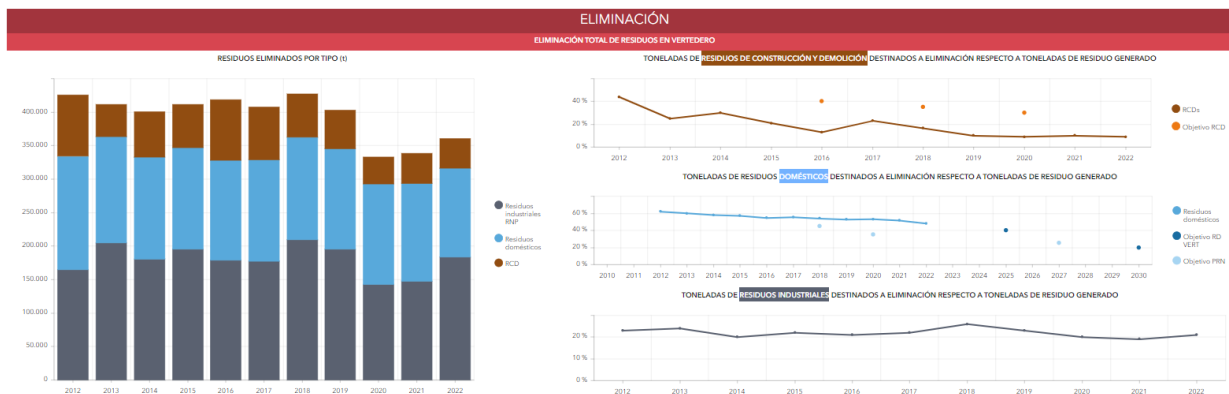 ELIMINACIÓN
ELIMINACIÓN TOTAL DE RESIDUOS EN VERTEDERO
RESIDUOS ELIMINADOS POR TIPO (t)
400.000
350.000
300.000
250.000
200.000
150.000
100.000
50.000
0
2012 2013 2014 2015 2016 2017 2018 2019 2020 2021 2022
Residuos
industriales
RNP
Residuos
domésticos
RCD
TONELADAS DE RESIDUOS DE CONSTRUCCIÓN Y DEMOLICIÓN DESTINADOS A ELIMINACIÓN RESPECTO A TONELADAS DE RESIDUO GENERADO
40 %
20 %
0 %
2012 2013 2014 2015 2016 2017 2018 2019 2020 2021 2022
RCDs
Objetivo RCD
TONELADAS DE RESIDUOS DOMÉSTICOS DESTINADOS A ELIMINACIÓN RESPECTO A TONELADAS DE RESIDUO GENERADO
60 %
40 %
20 %
0 %
2010 2011 2012 2013 2014 2015 2016 2017 2018 2019 2020 2021 2022 2023 2024 2025 2026 2027 2028 2029 2030
Residuos
domésticos
Objetivo RD
VERT
Objetivo PRN
TONELADAS DE RESIDUOS INDUSTRIALES DESTINADOS A ELIMINACIÓN RESPECTO A TONELADAS DE RESIDUO GENERADO
20 %
10 %
0 %
2012 2013 2014 2015 2016 2017 2018 2019 2020 2021 2022